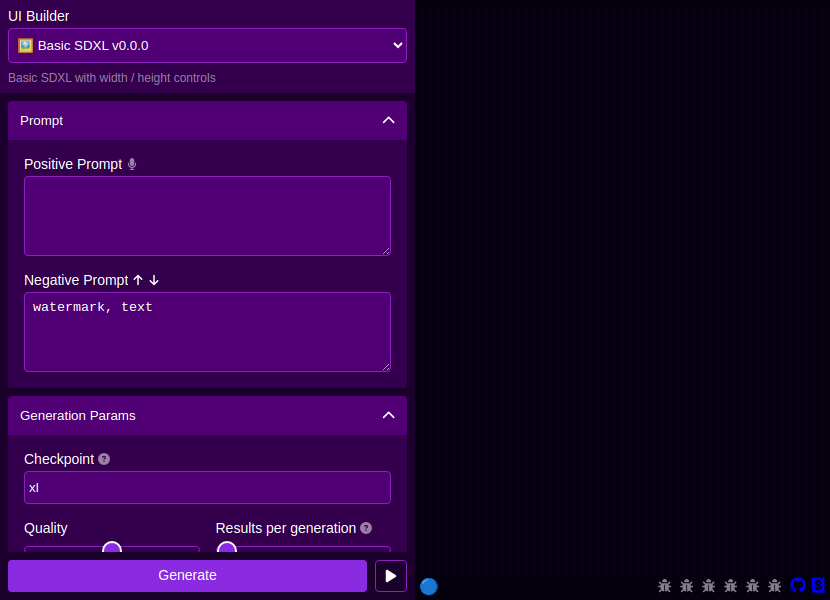 UI Builder
🖼️ Basic SDXL v0.0.0
Basic SDXL with width / height controls
Prompt
Positive Prompt
Negative Prompt ↑ ↓
watermark, text
Generation Params
Checkpoint ?
xl
Quality
Results per generation ?
Generate